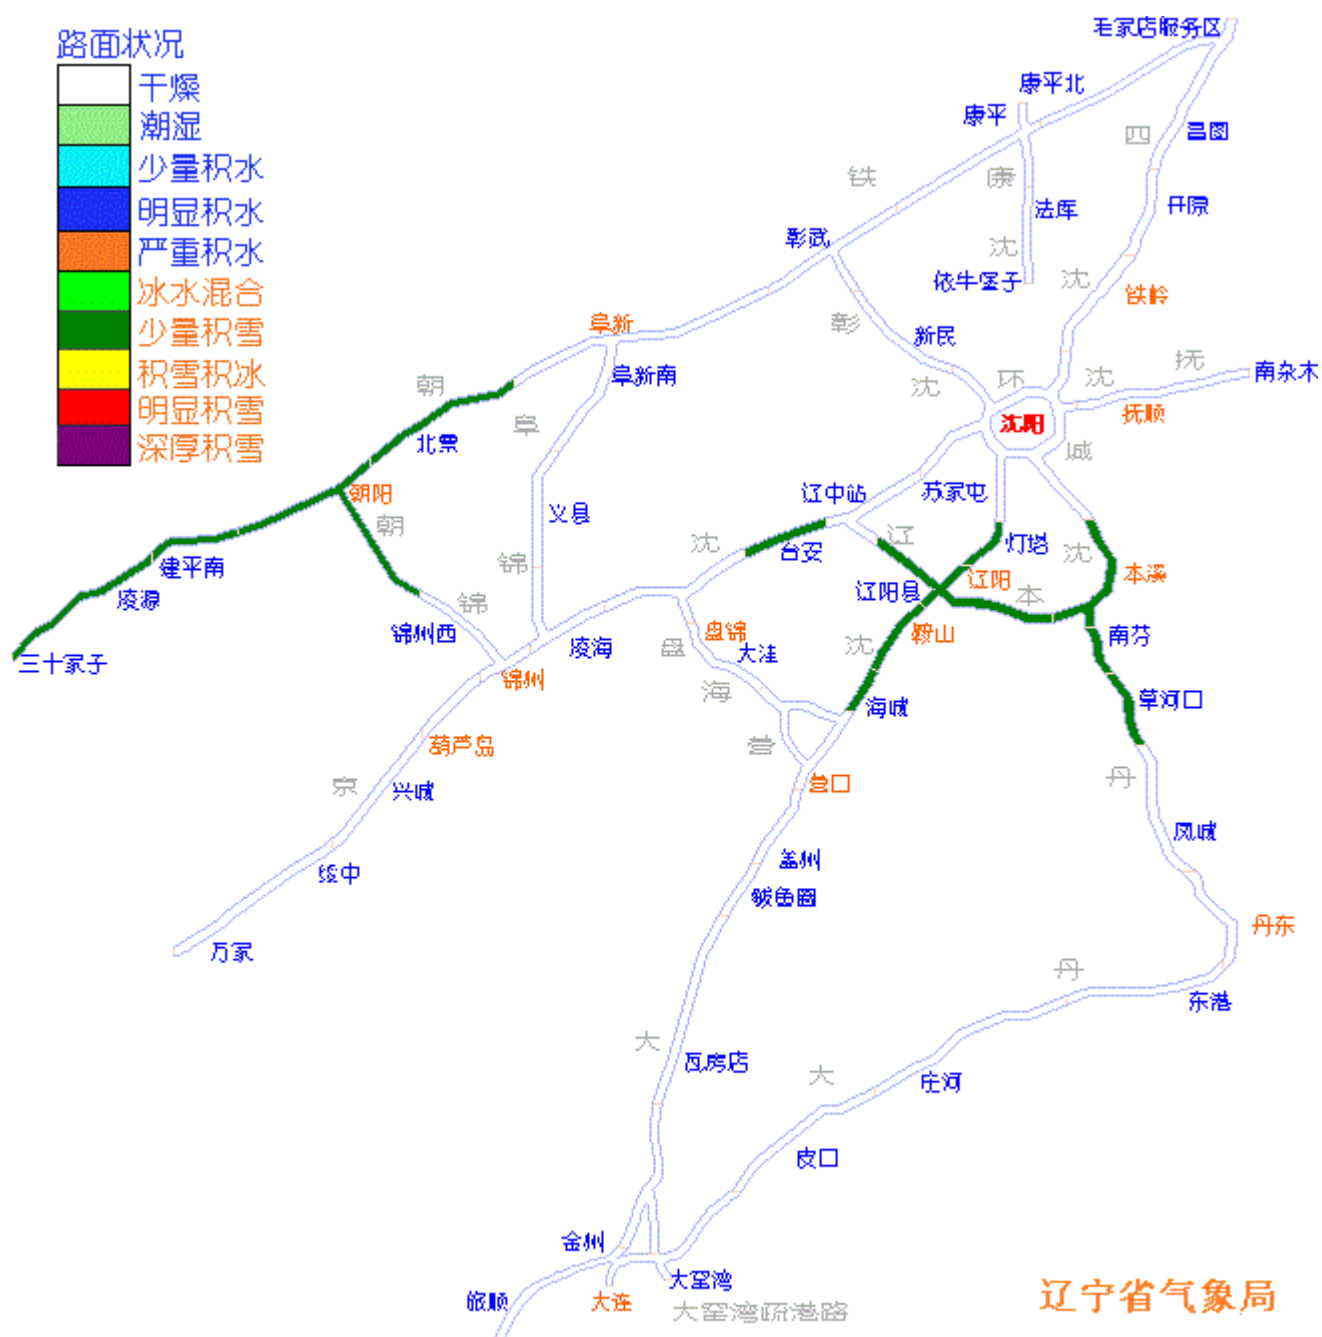 路面状况
干燥
潮湿
少量积水
明显积水
严重积水
冰水混合
少量积雪
积雪积冰
明显积雪
深厚积雪
毛家店服务区
康平北
康平
四
昌图
铁
康
法库
开原
彰武
沈
沈
依牛堡子
铁岭
阜新
彰
新民
阜新南
朝
沈
环
沈
抚
南杂木
阜
北票
沈阳
抚顺
城
朝阳
朝
义县
辽中站
苏家屯
沈
台安
辽
灯塔
沈
建平南
锦
辽阳
本溪
凌源
锦
辽阳县
本
锦州西
凌海
盘锦
鞍山
南芬
三十家子
盘
大洼
沈
锦州
海
海城
草河口
葫芦岛
营
京
兴城
营口
丹
凤城
绥中
盖州
鲅鱼圈
万家
丹东
丹
东港
大
瓦房店
大
庄河
皮口
金州
大窑湾
旅顺
大连
大窑湾疏港路
辽宁省气象局